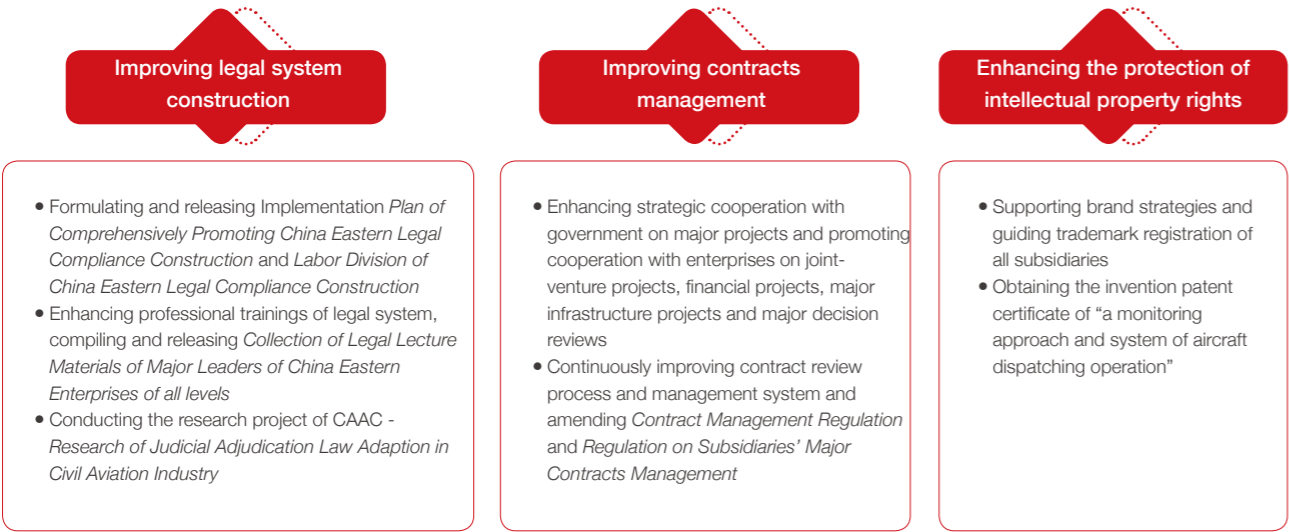 Improving legal system
construction
• Formulating and releasing Implementation Plan of
Comprehensively Promoting China Eastern Legal
Compliance Construction and Labor Division of
China Eastern Legal Compliance Construction
• Enhancing professional trainings of legal system,
compiling and releasing Collection of Legal Lecture
Materials of Major Leaders of China Eastern
Enterprises of all levels
• Conducting the research project of CAAC -
Research of Judicial Adjudication Law Adaption in
Civil Aviation Industry
Improving contracts
management
• Enhancing strategic cooperation with
government on major projects and promoting
cooperation with enterprises on joint-
venture projects, financial projects, major
infrastructure projects and major decision
reviews
• Continuously improving contract review
process and management system and
amending Contract Management Regulation
and Regulation on Subsidiaries’ Major
Contracts Management
Enhancing the protection of
intellectual property rights
• Supporting brand strategies and
guiding trademark registration of
all subsidiaries
• Obtaining the invention patent
certificate of “a monitoring
approach and system of aircraft
dispatching operation”